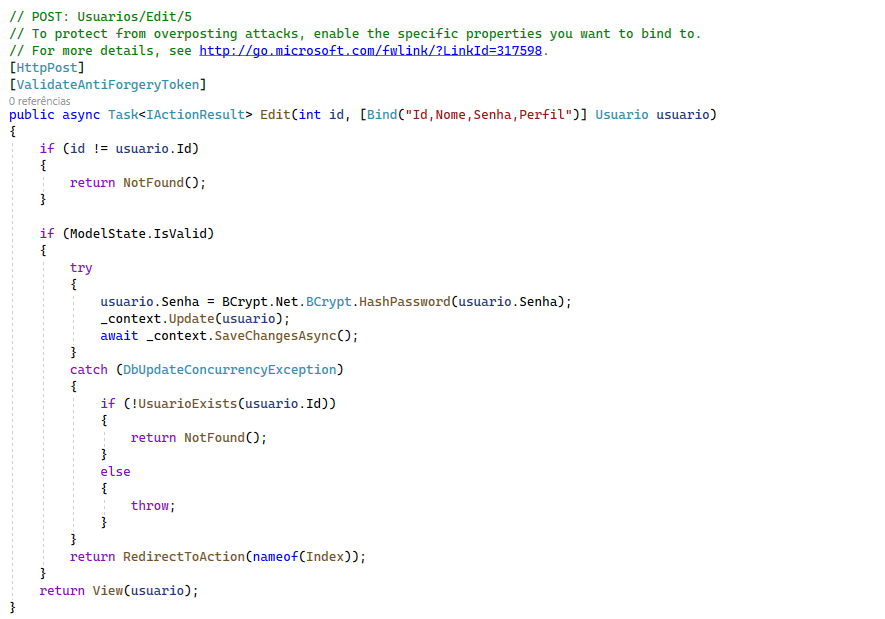 // POST: Usuarios/Edit/5
// To protect from overposting attacks, enable the specific properties you want to bind to.
// For more details, see http://go.microsoft.com/fwlink/?LinkId=317598.
[HttpPost]
[ValidateAntiForgeryToken]
0 referências
public async Task<IActionResult> Edit(int id, [Bind("Id,Nome,Senha,Perfil")] Usuario usuario)
{
    if (id != usuario.Id)
    {
        return NotFound();
    }

    if (ModelState.IsValid)
    {
        try
        {
            usuario.Senha = BCrypt.Net.BCrypt.HashPassword(usuario.Senha);
            _context.Update(usuario);
            await _context.SaveChangesAsync();
        }
        catch (DbUpdateConcurrencyException)
        {
            if (!UsuarioExists(usuario.Id))
            {
                return NotFound();
            }
            else
            {
                throw;
            }
        }
        return RedirectToAction(nameof(Index));
    }
    return View(usuario);
}